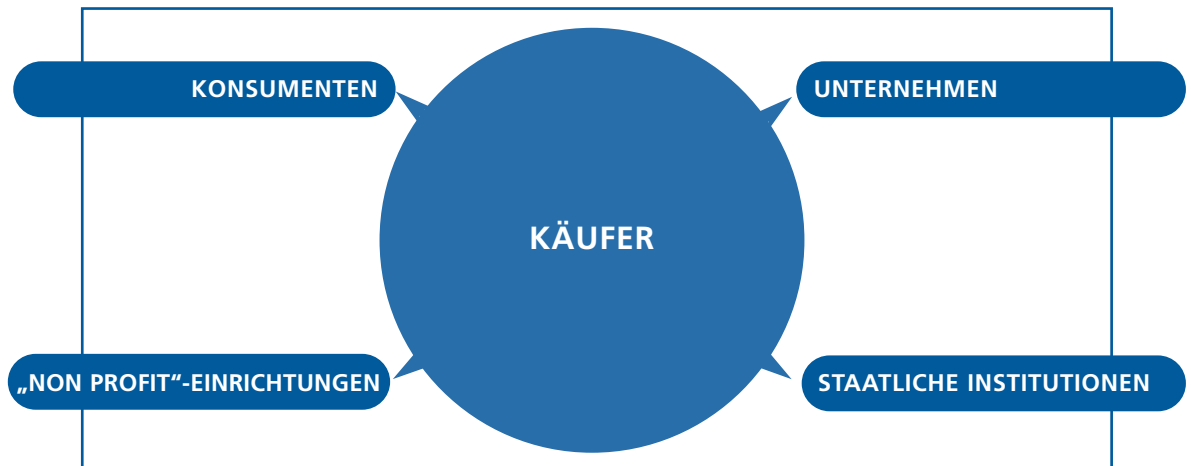 KONSUMENTEN
UNTERNEHMEN
KÄUFER
„NON PROFIT“-EINRICHTUNGEN
STAATLICHE INSTITUTIONEN